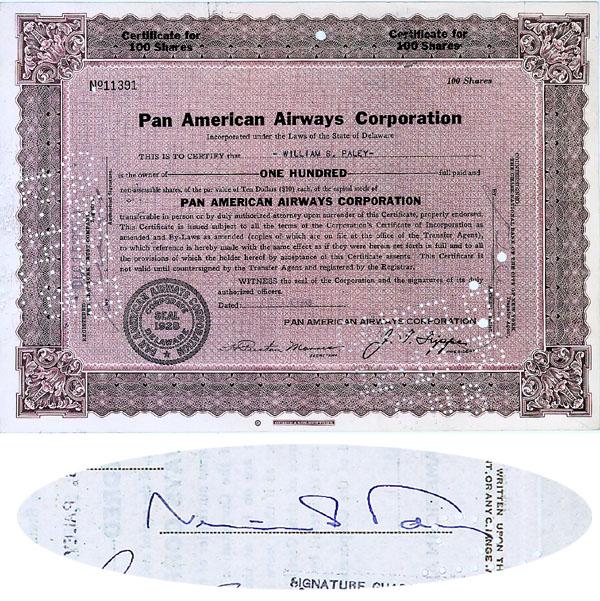 Certificate for
100 Shares
Certificate for
100 Shares
No 11391
100 Shares
Pan American Airways Corporation
Incorporated under the Laws of the State of Delaware
THIS IS TO CERTIFY that - WILLIAM S. PALEY -
is the owner of ONE HUNDRED full paid and
non-assessable shares, of the par value of Ten Dollars ($10) each, of the capital stock of
PAN AMERICAN AIRWAYS CORPORATION
transferable in person or by duly authorized attorney upon surrender of this Certificate, properly endorsed.
This Certificate is issued subject to all the terms of the Corporation's Certificate of Incorporation as
amended and By-Laws as amended (copies of which are on file at the office of the Transfer Agent),
to which reference is hereby made with the same effect as if they were herein set forth in full and to all
the provisions of which the holder hereof by acceptance of this Certificate assents. This Certificate is
not valid until countersigned by the Transfer Agent and registered by the Registrar.
WITNESS the seal of the Corporation and the signatures of its duly
authorized officers.
Dated
PAN AMERICAN AIRWAYS CORPORATION
CORPORATE
SEAL
1928
DELAWARE
PAN AMERICAN AIRWAYS CORPORATION
SECRETARY
PRESIDENT
WRITTEN UPON TH
SIGNATURE GUA